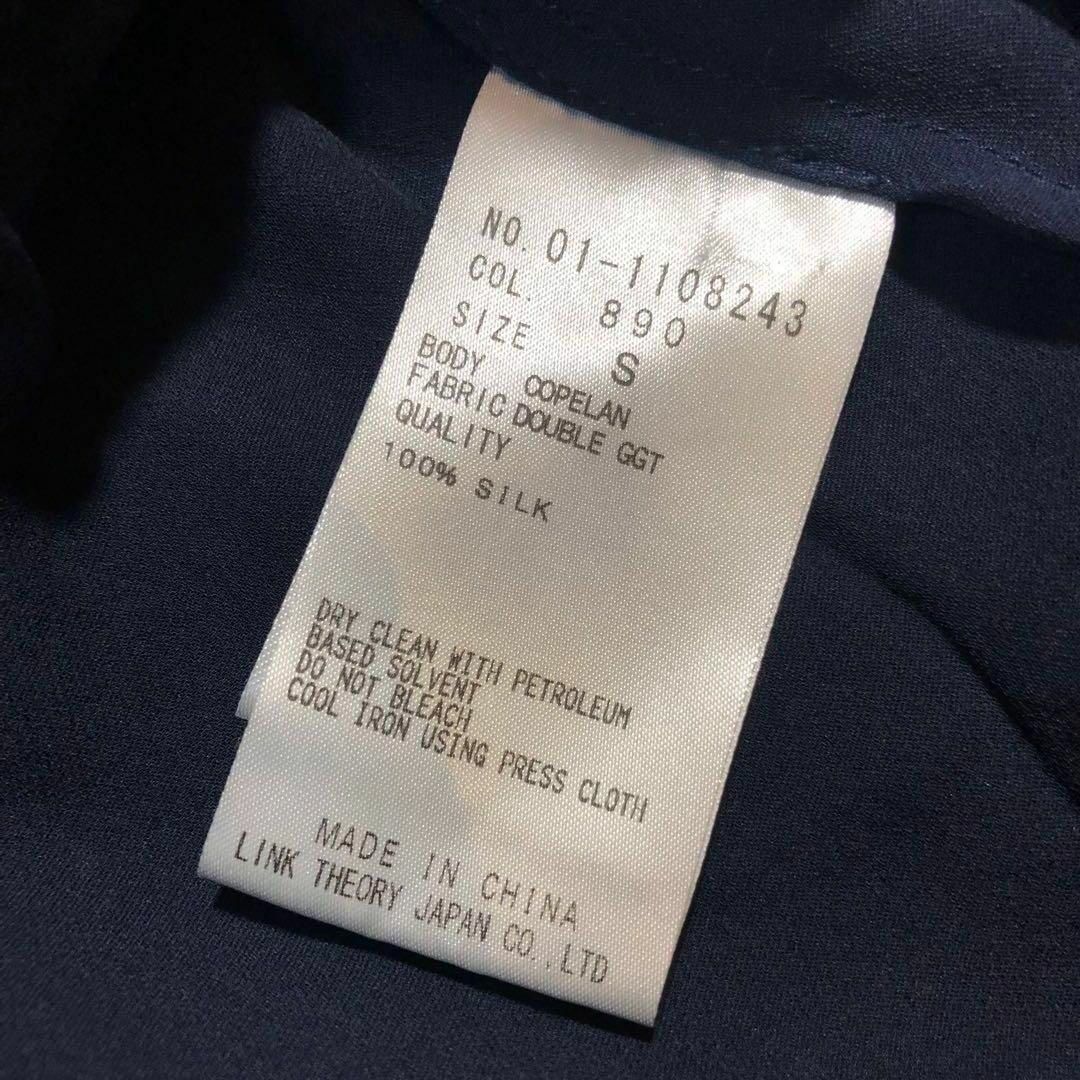 NO. 01-1108243
COL. 890
SIZE S
BODY COPELAN
FABRIC DOUBLE GGT
QUALITY
100% SILK
DRY CLEAN WITH PETROLEUM
BASED SOLVENT
DO NOT BLEACH
COOL IRON USING PRESS CLOTH
MADE IN CHINA
LINK THEORY JAPAN CO.,LTD